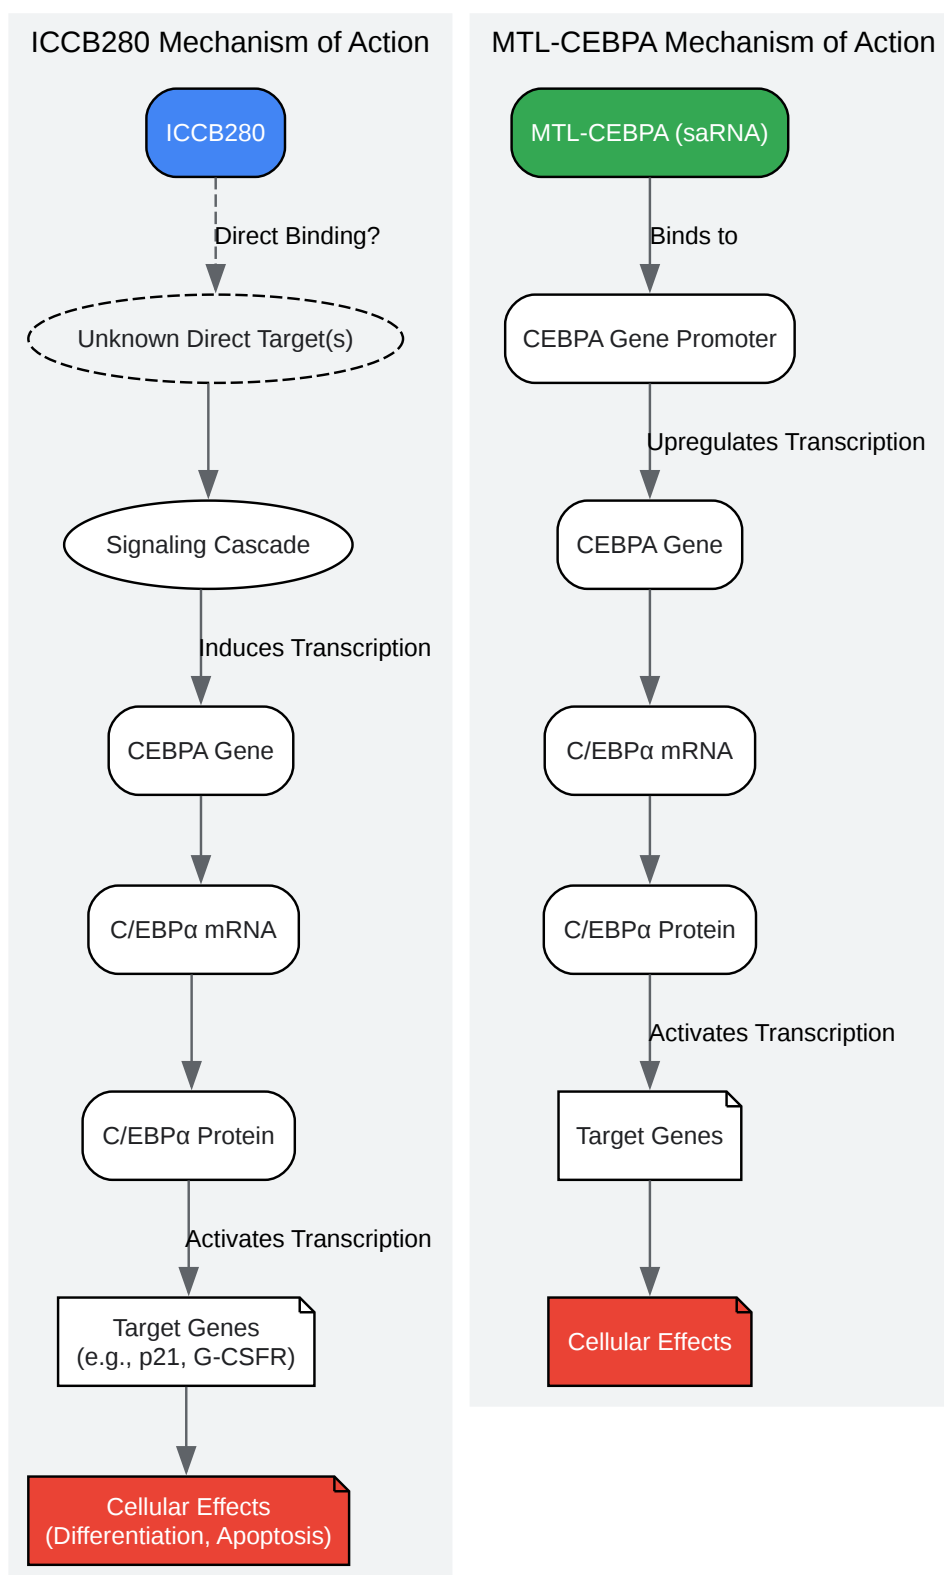 ICCB280 Mechanism of Action
ICCB280
Direct Binding?
Unknown Direct Target(s)
Signaling Cascade
Induces Transcription
CEBPA Gene
C/EBPα mRNA
C/EBPα Protein
Activates Transcription
Target Genes
(e.g., p21, G-CSFR)
Cellular Effects
(Differentiation, Apoptosis)
MTL-CEBPA Mechanism of Action
MTL-CEBPA (saRNA)
Binds to
CEBPA Gene Promoter
Upregulates Transcription
CEBPA Gene
C/EBPα mRNA
C/EBPα Protein
Activates Transcription
Target Genes
Cellular Effects